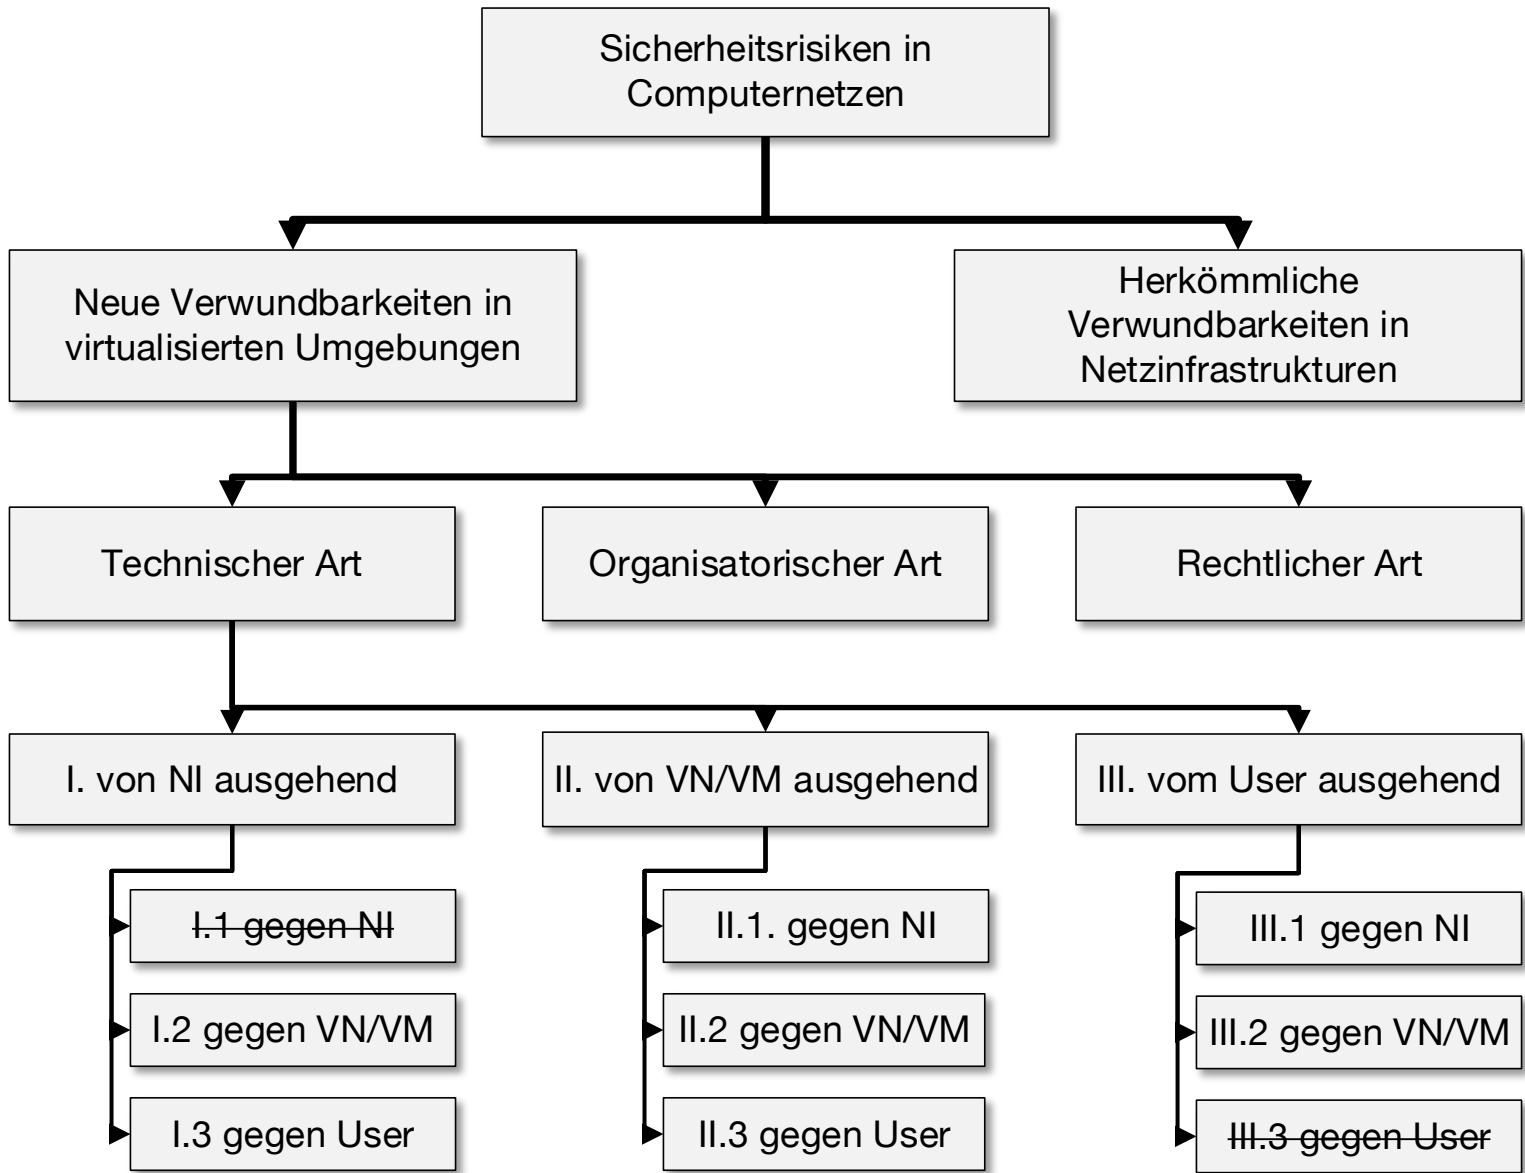 Sicherheitsrisiken in
Computernetzen
Neue Verwundbarkeiten in
virtualisierten Umgebungen
Herkömmliche
Verwundbarkeiten in
Netzinfrastrukturen
Technischer Art
Organisatorischer Art
Rechtlicher Art
I. von NI ausgehend
II. von VN/VM ausgehend
III. vom User ausgehend
I.1 gegen NI
I.2 gegen VN/VM
I.3 gegen User
II.1. gegen NI
II.2 gegen VN/VM
II.3 gegen User
III.1 gegen NI
III.2 gegen VN/VM
III.3 gegen User